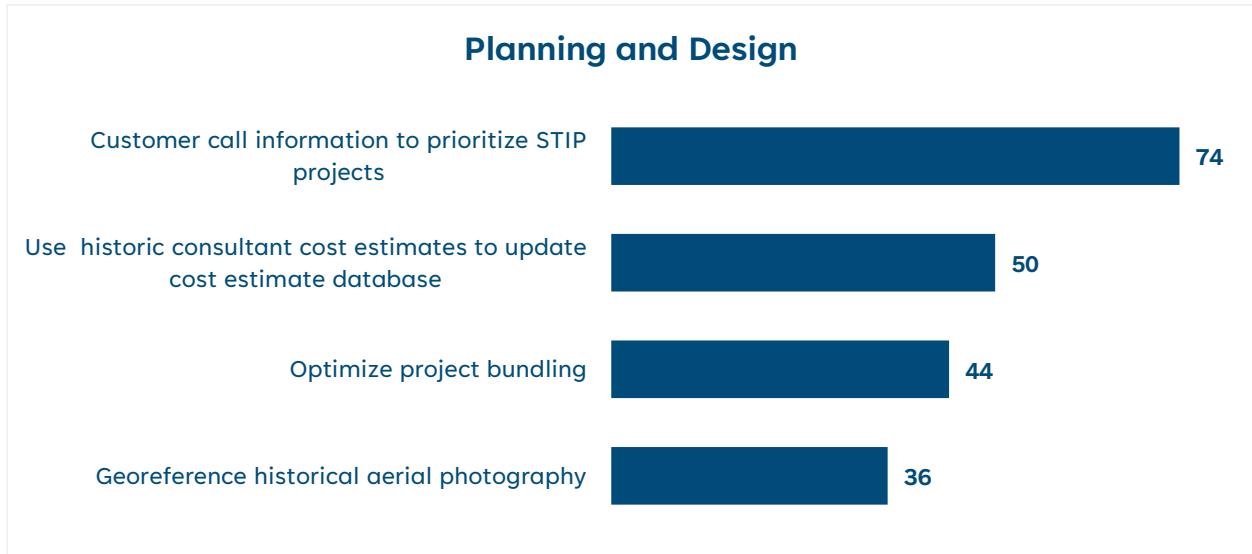 Planning and Design
Customer call information to prioritize STIP
projects
74
Use  historic consultant cost estimates to update
cost estimate database
50
Optimize project bundling
44
Georeference historical aerial photography
36